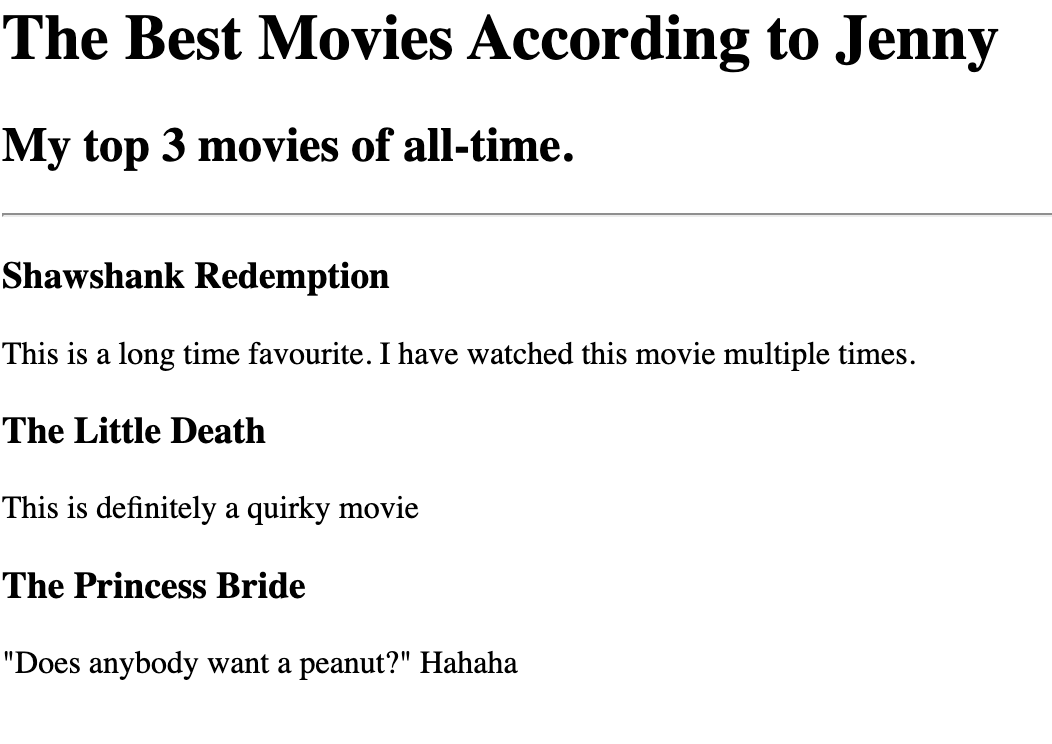 The Best Movies According to Jenny
My top 3 movies of all-time.
Shawshank Redemption
This is a long time favourite. I have watched this movie multiple times.
The Little Death
This is definitely a quirky movie
The Princess Bride
"Does anybody want a peanut?" Hahaha